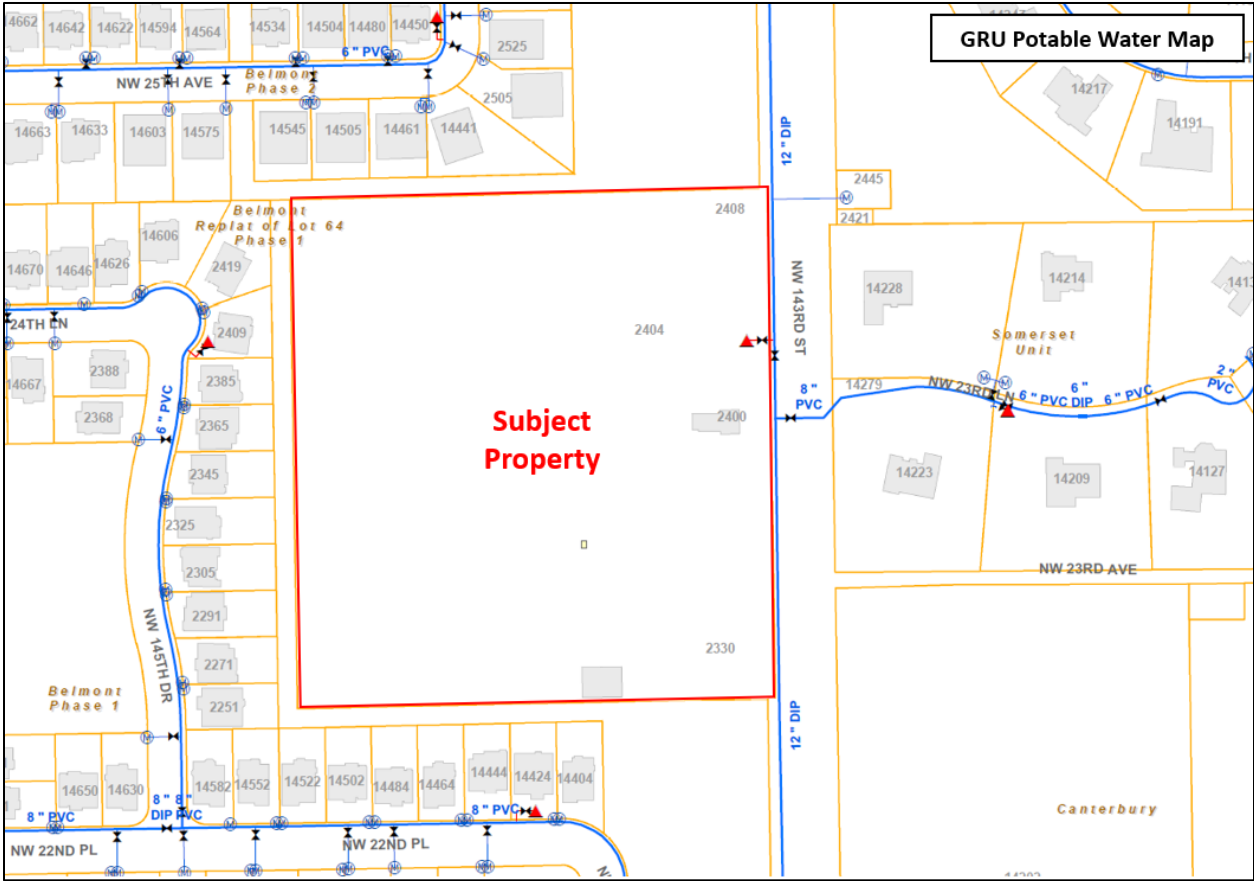 GRU Potable Water Map
14662
14642
14622
14594
14564
14534
14504
14480
14450
2525
6 " PVC
NW 25TH AVE
Belmont
Phase 2
2505
14663
14633
14603
14575
14545
14505
14461
14441
14217
14191
12 " DIP
2445
2421
2408
Belmont
Replat of Lot 64
Phase 1
14606
14670
14646
14626
2419
24TH LN
2409
14667
2388
2385
2368
6 " PVC
2365
2345
2325
2305
2291
2271
2251
NW 145TH DR
Belmont
Phase 1
2404
2400
Subject
Property
2330
NW 143RD ST
14228
14214
Somerset
Unit
8 "
PVC
14279
NW 23RD LN
6 " PVC
6 "
DIP
6 " PVC
2 "
PVC
14223
14209
14127
NW 23RD AVE
12 " DIP
Canterbury
14650
14630
14582
14552
14522
14502
14484
14464
14444
14424
14404
8 " PVC
8 "
DIP
8 "
PVC
8 " PVC
NW 22ND PL
NW 22ND PL